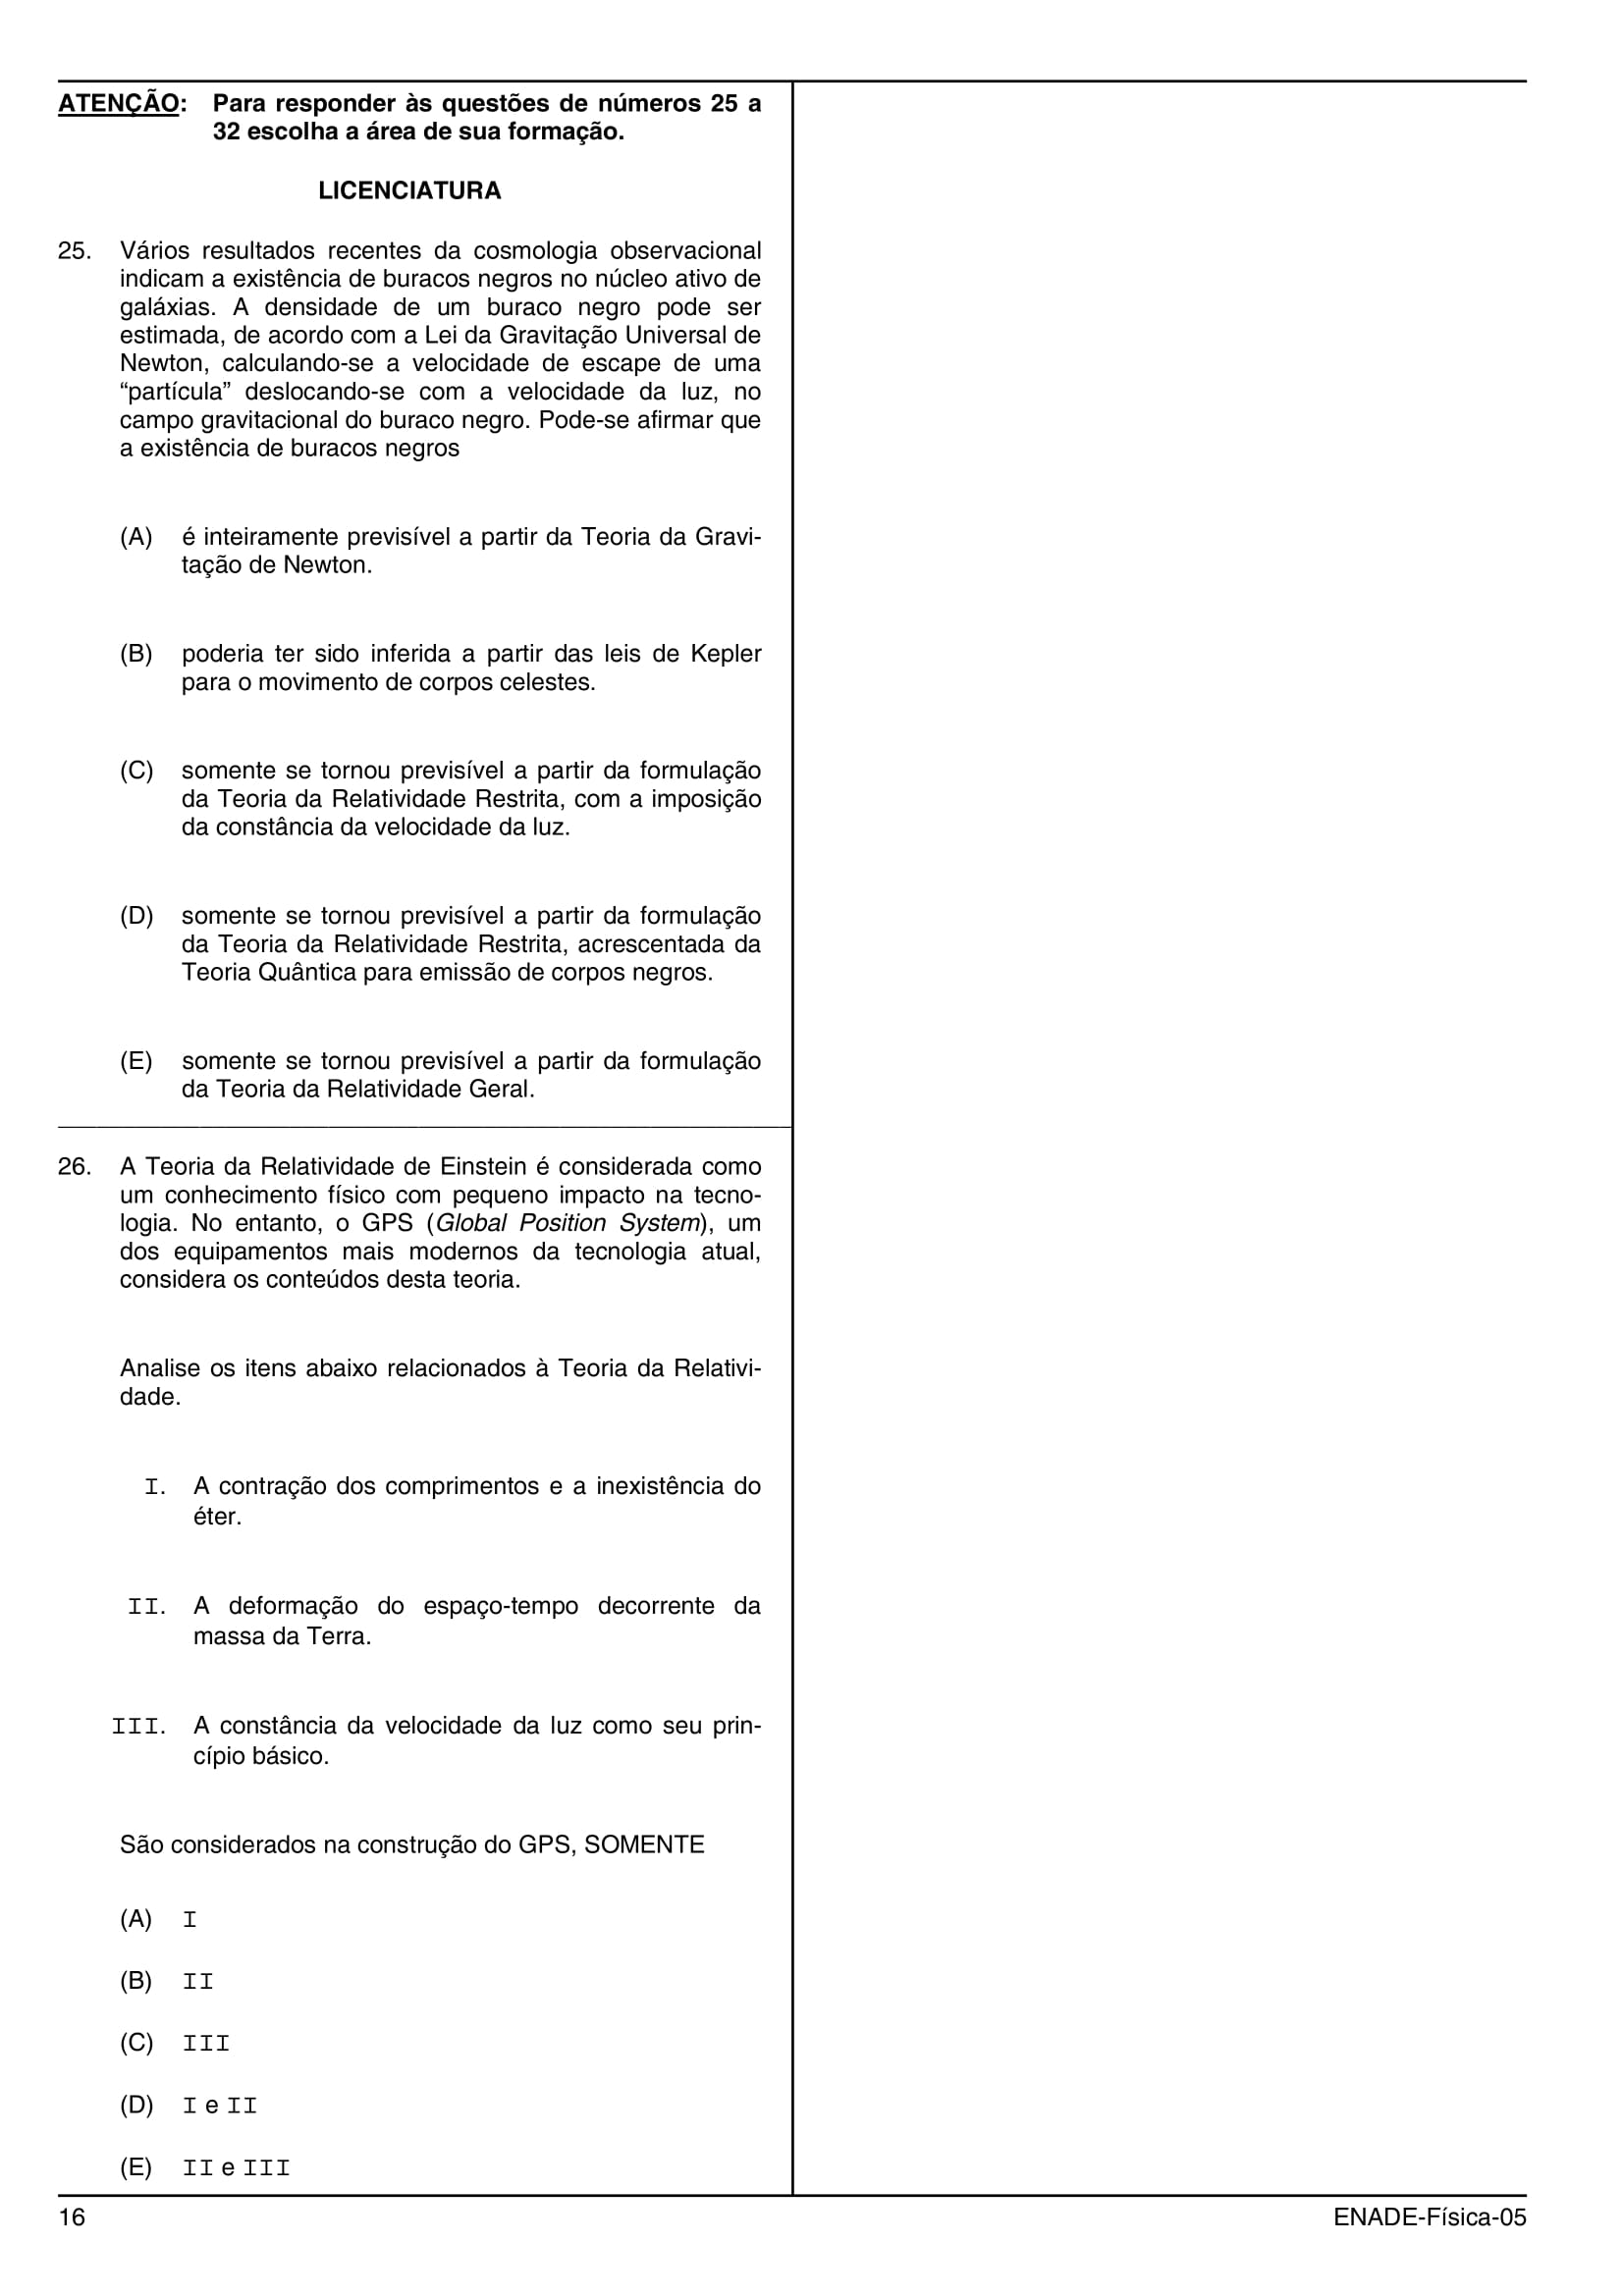 ATENÇÃO: Para responder às questões de números 25 a
32 escolha a área de sua formação.
LICENCIATURA
25. Vários resultados recentes da cosmologia observacional
indicam a existência de buracos negros no núcleo ativo de
galáxias. A densidade de um buraco negro pode ser
estimada, de acordo com a Lei da Gravitação Universal de
Newton, calculando-se a velocidade de escape de uma
“partícula” deslocando-se com a velocidade da luz, no
campo gravitacional do buraco negro. Pode-se afirmar que
a existência de buracos negros
(A) é inteiramente previsível a partir da Teoria da Gravi-
tação de Newton.
(B) poderia ter sido inferida a partir das leis de Kepler
para o movimento de corpos celestes.
(C) somente se tornou previsível a partir da formulação
da Teoria da Relatividade Restrita, com a imposição
da constância da velocidade da luz.
(D) somente se tornou previsível a partir da formulação
da Teoria da Relatividade Restrita, acrescentada da
Teoria Quântica para emissão de corpos negros.
(E) somente se tornou previsível a partir da formulação
da Teoria da Relatividade Geral.
26. A Teoria da Relatividade de Einstein é considerada como
um conhecimento físico com pequeno impacto na tecno-
logia. No entanto, o GPS (Global Position System), um
dos equipamentos mais modernos da tecnologia atual,
considera os conteúdos desta teoria.
Analise os itens abaixo relacionados à Teoria da Relativi-
dade.
I. A contração dos comprimentos e a inexistência do
éter.
II. A deformação do espaço-tempo decorrente da
massa da Terra.
III. A constância da velocidade da luz como seu prin-
cípio básico.
São considerados na construção do GPS, SOMENTE
(A) I
(B) II
(C) III
(D) I e II
(E) II e III
16 ENADE-Física-05